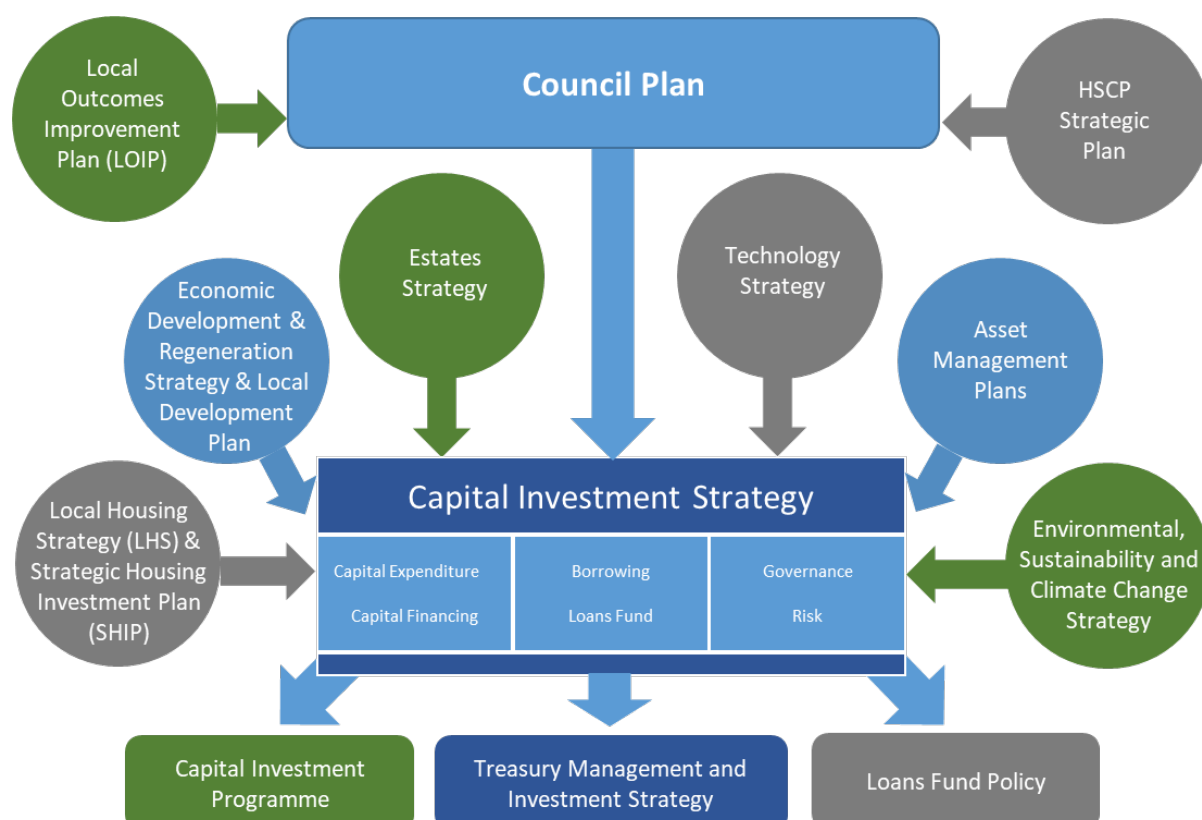 Council Plan
Local
Outcomes
Improvement
Plan (LOIP)
HSCP
Strategic
Plan
Estates
Strategy
Technology
Strategy
Economic
Development &
Regeneration
Strategy & Local
Development
Plan
Asset
Management
Plans
Capital Investment Strategy
Local Housing
Strategy (LHS) &
Strategic Housing
Investment Plan
(SHIP)
Capital Expenditure
Capital Financing
Borrowing
Loans Fund
Governance
Risk
Environmental,
Sustainability and
Climate Change
Strategy
Capital Investment
Programme
Treasury Management and
Investment Strategy
Loans Fund Policy